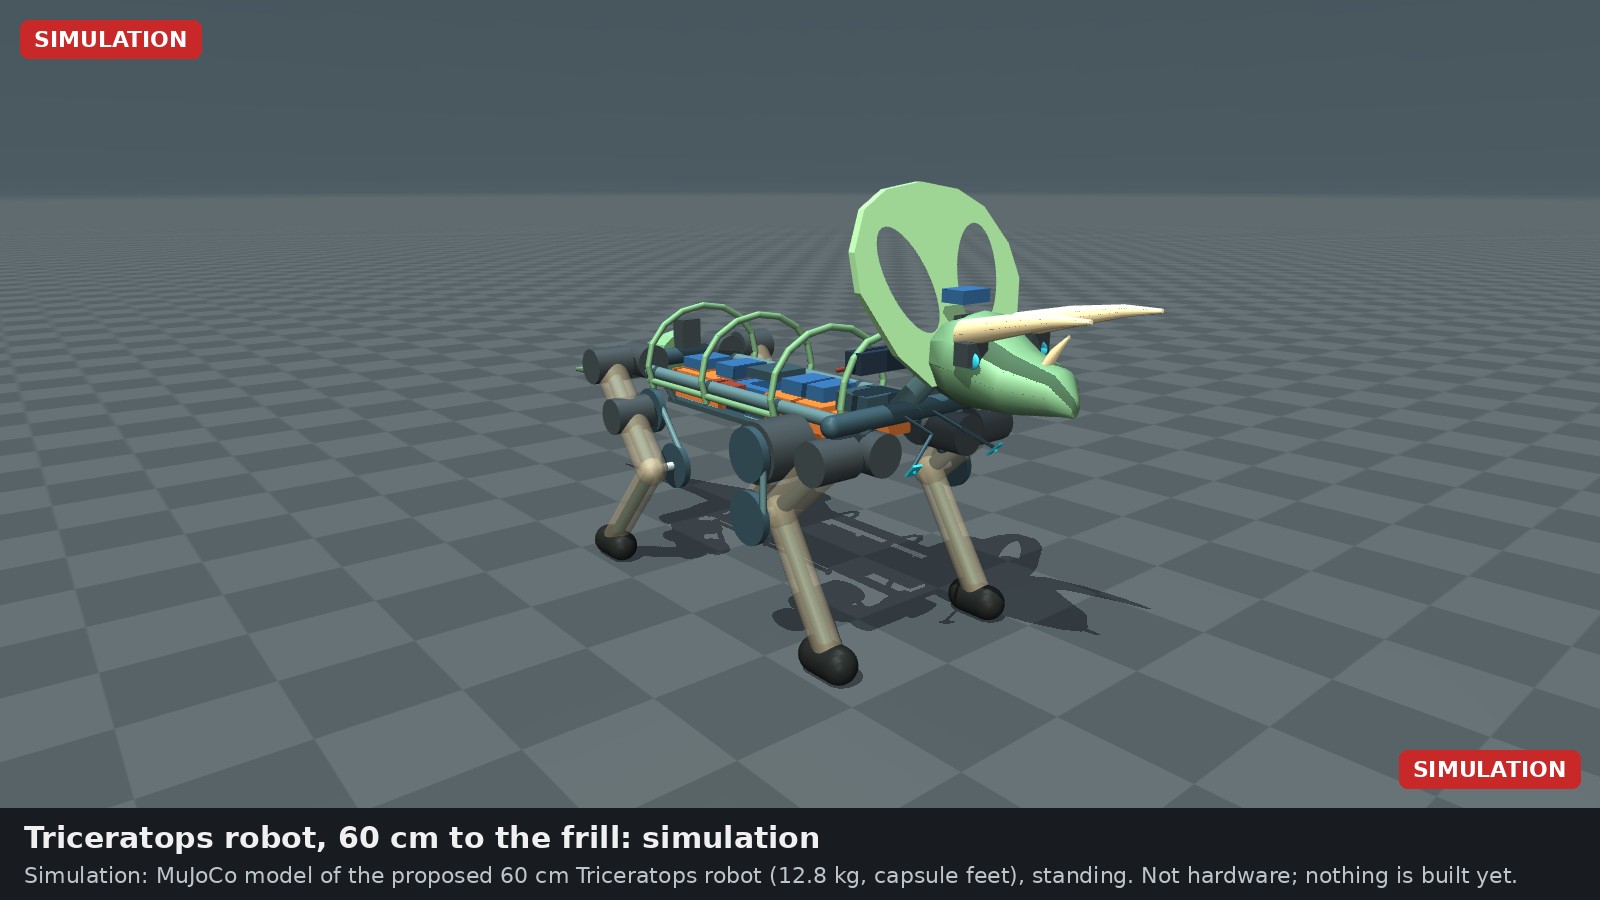 SIMULATION
SIMULATION
Triceratops robot, 60 cm to the frill: simulation
Simulation: MuJoCo model of the proposed 60 cm Triceratops robot (12.8 kg, capsule feet), standing. Not hardware; nothing is built yet.